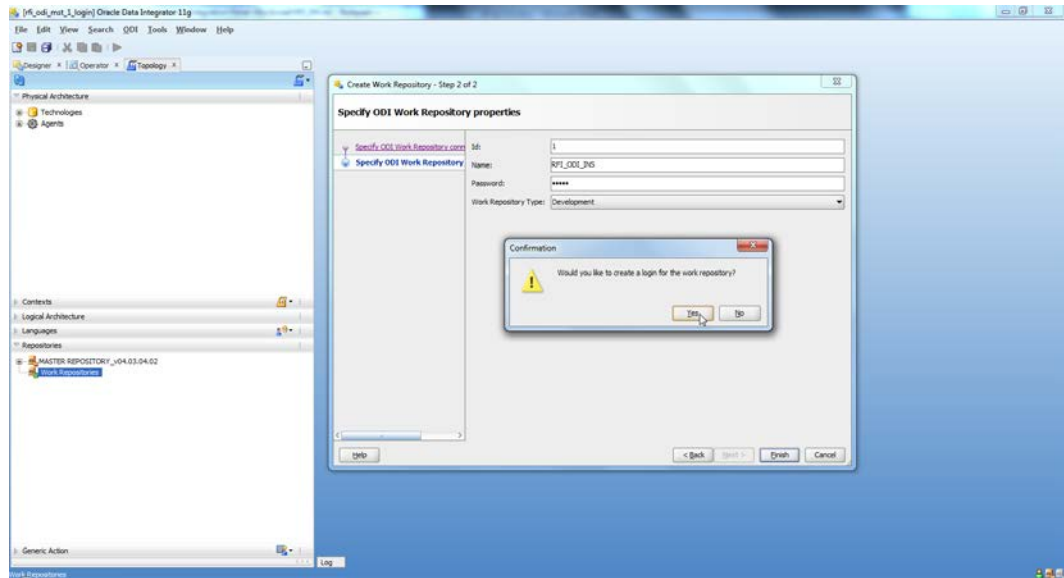 [rfi_odi_mst_1_login] Oracle Data Integrator 11g
File Edit View Search ODI Tools Window Help
Designer Operator Topology
Physical Architecture
Technologies
Agents
Contexts
Logical Architecture
Languages
Repositories
MASTER REPOSITORY_v04.03.04.02
Work Repositories
Generic Action
Work Repositories
Create Work Repository - Step 2 of 2
Specify ODI Work Repository properties
Specify ODI Work Repository conn
Specify ODI Work Repository
Id: 1
Name: RFI_ODI_INS
Password: •••••
Work Repository Type: Development
Confirmation
Would you like to create a login for the work repository?
Yes No
Help < Back Next > Finish Cancel
Log